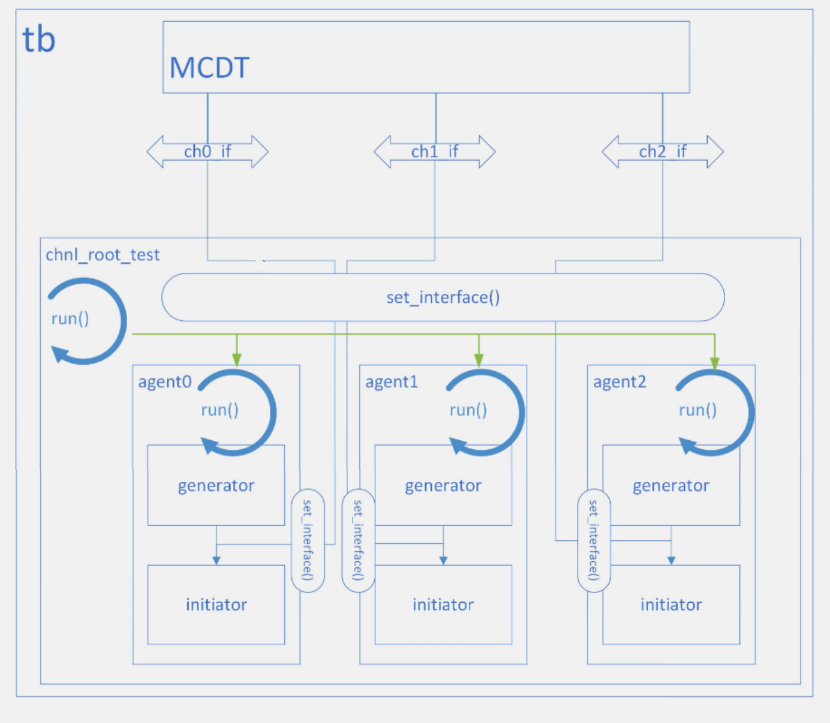 tb
MCDT
ch0_if
ch1_if
ch2_if
chnl_root_test
set_interface()
run()
agent0
run()
agent1
run()
agent2
run()
generator
generator
generator
set_interface()
set_interface()
set_interface()
initiator
initiator
initiator